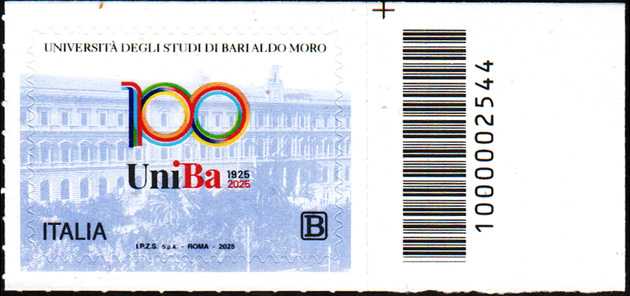 UNIVERSITÀ DEGLI STUDI DI BARI ALDO MORO
100
UniBa 1925
2025
ITALIA
B
I.P.Z.S. S.p.A. - ROMA - 2025
1000002544